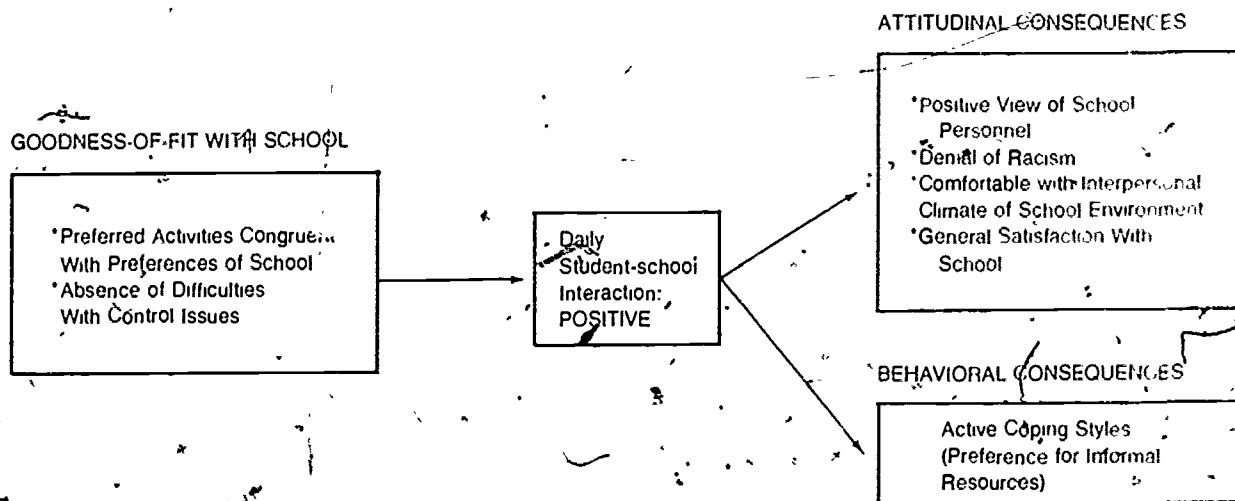 GOODNESS-OF-FIT WITH SCHOOL
*Preferred Activities Congruent
With Preferences of School
*Absence of Difficulties
With Control Issues
Daily
Student-school
Interaction:
POSITIVE
ATTITUDINAL CONSEQUENCES
*Positive View of School
Personnel
*Denial of Racism
*Comfortable with Interpersonal
Climate of School Environment
*General Satisfaction With
School
BEHAVIORAL CONSEQUENCES
Active Coping Styles
(Preference for Informal
Resources)